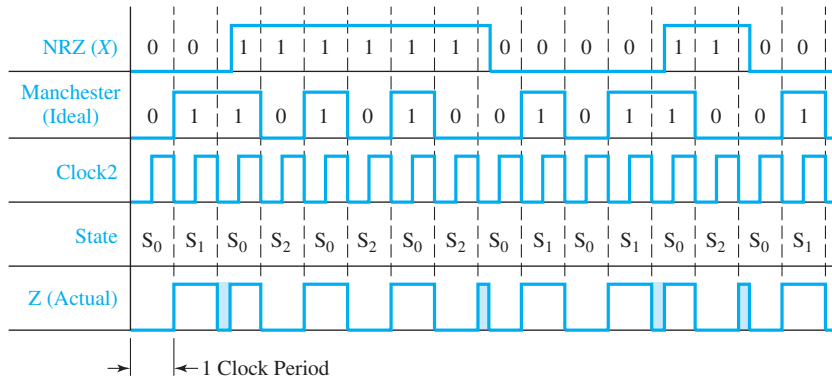 NRZ (X) 0 0 1 1 1 1 1 1 0 0 0 0 1 1 0 0
Manchester
(Ideal) 0 1 1 0 1 0 1 0 0 1 0 1 1 0 0 1
Clock2
State S₀ S₁ S₀ S₂ S₀ S₂ S₀ S₂ S₀ S₁ S₀ S₁ S₀ S₂ S₀ S₁
Z (Actual)
1 Clock Period